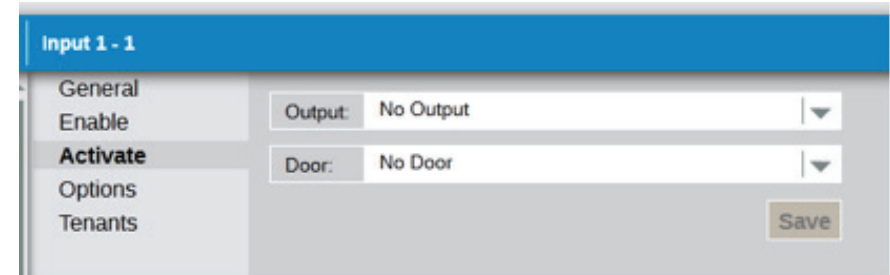 Input 1 - 1
General
Enable
Activate
Options
Tenants
Output: No Output
Door: No Door
Save